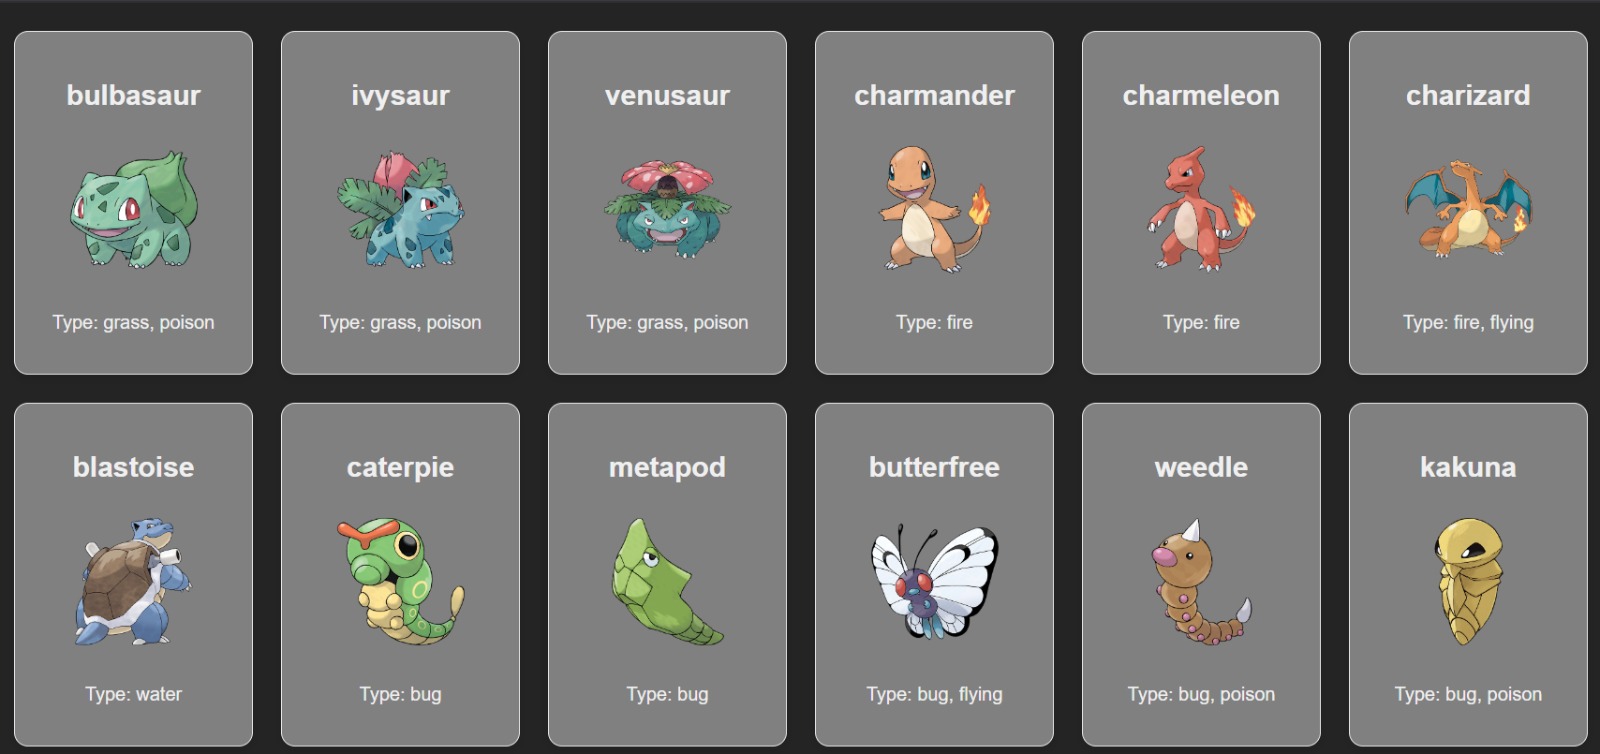 bulbasaur
ivysaur
venusaur
charmander
charmeleon
charizard
Type: grass, poison
Type: grass, poison
Type: grass, poison
Type: fire
Type: fire
Type: fire, flying
blastoise
caterpie
metapod
butterfree
weedle
kakuna
Type: water
Type: bug
Type: bug
Type: bug, flying
Type: bug, poison
Type: bug, poison